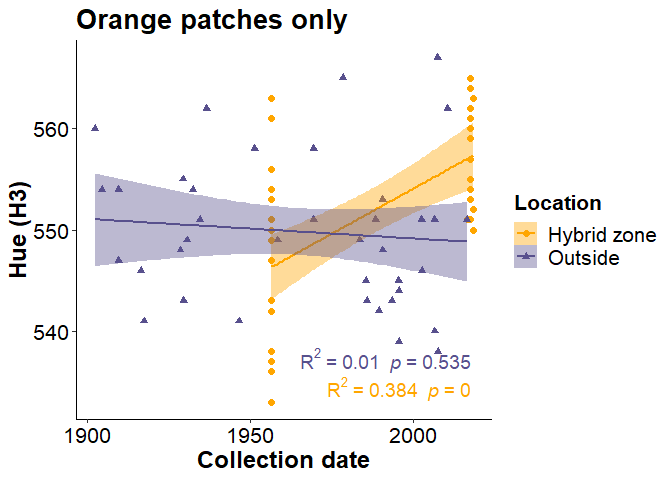 Orange patches only
Hue (H3)
560
550
540
1900
1950
2000
Collection date
R² = 0.01 p = 0.535
R² = 0.384 p = 0
Location
Hybrid zone
Outside